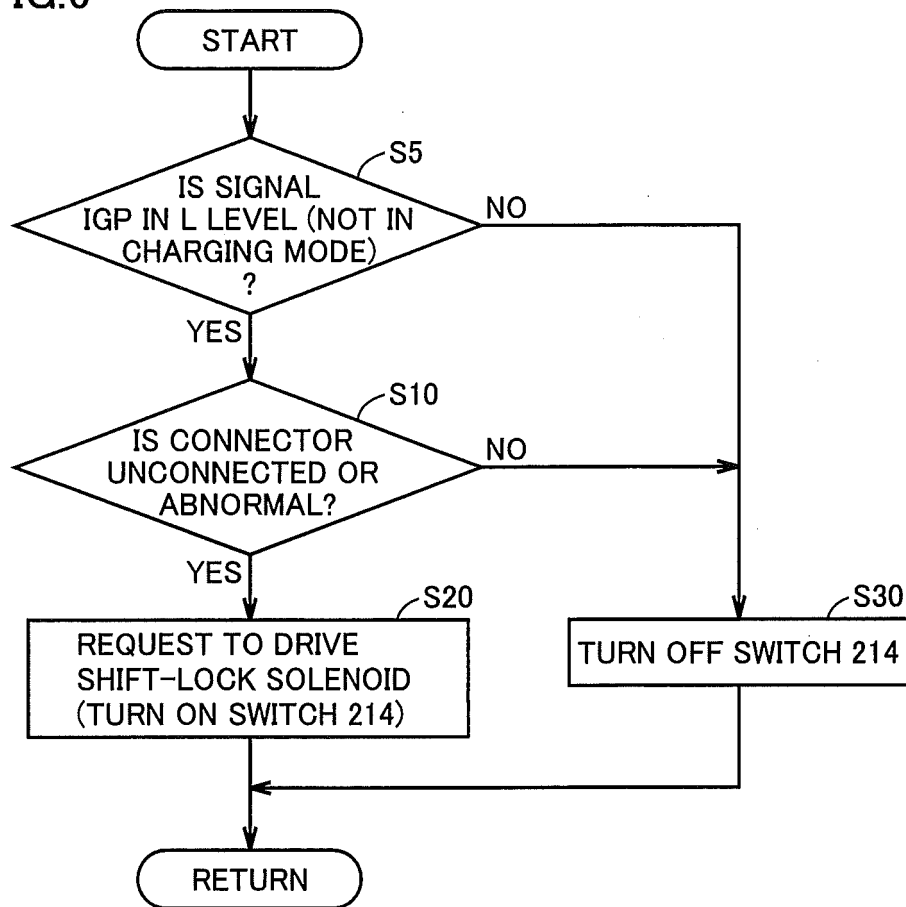 START
S5
IS SIGNAL
IGP IN L LEVEL (NOT IN
CHARGING MODE)
?
NO
YES
S10
IS CONNECTOR
UNCONNECTED OR
ABNORMAL?
NO
YES
S20
REQUEST TO DRIVE
SHIFT-LOCK SOLENOID
(TURN ON SWITCH 214)
S30
TURN OFF SWITCH 214
RETURN